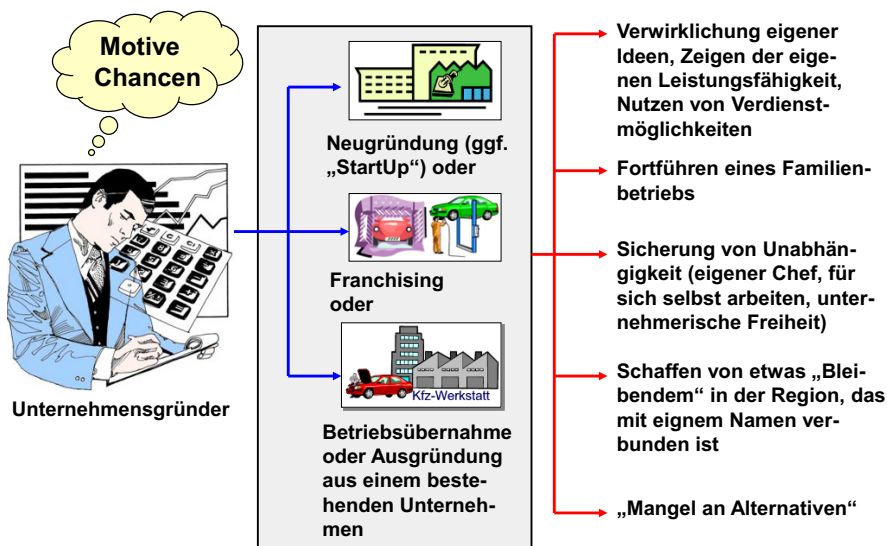 Motive
Chancen
Unternehmensgründer
Neugründung (ggf.
„StartUp“) oder
Franchising
oder
Kfz-Werkstatt
Betriebsübernahme
oder Ausgründung
aus einem beste-
henden Unterneh-
men
Verwirklichung eigener
Ideen, Zeigen der eige-
nen Leistungsfähigkeit,
Nutzen von Verdienst-
möglichkeiten
Fortführen eines Familien-
betriebs
Sicherung von Unabhän-
gigkeit (eigener Chef, für
sich selbst arbeiten, unter-
nehmerische Freiheit)
Schaffen von etwas „Blei-
bendem“ in der Region, das
mit eignem Namen ver-
bunden ist
„Mangel an Alternativen“